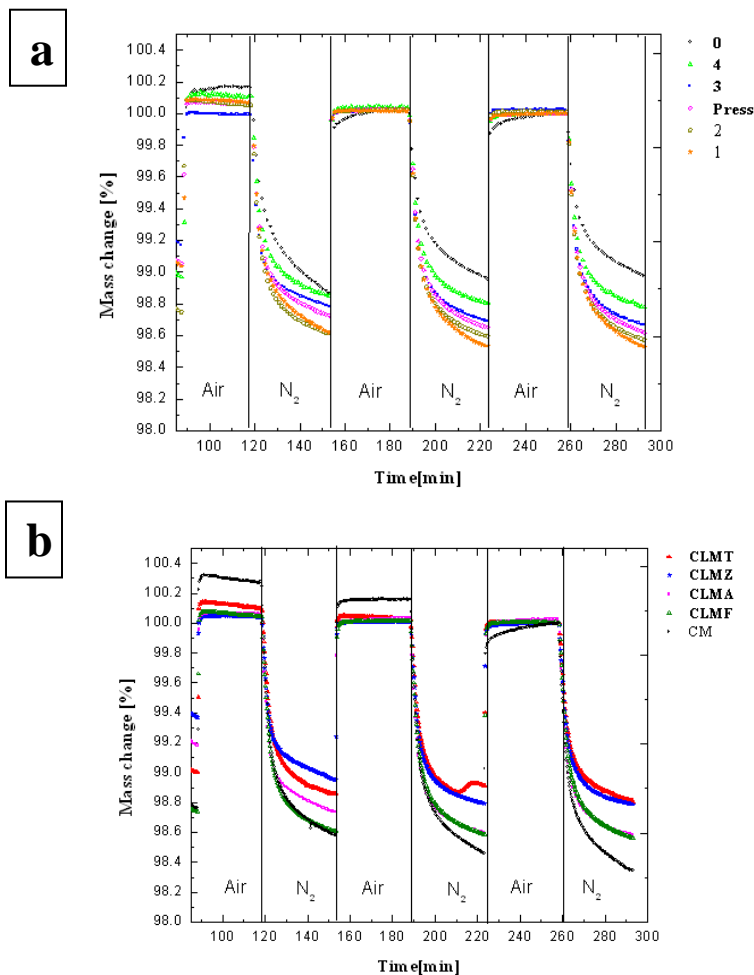 a
100.4
100.2
100.0
99.8
99.6
99.4
99.2
99.0
98.8
98.6
98.4
98.2
98.0
Mass change [%]
Air
N2
Air
N2
Air
N2
100
120
140
160
180
200
220
240
260
280
300
Time[min]
0
4
3
Press
2
1
b
100.4
100.2
100.0
99.8
99.6
99.4
99.2
99.0
98.8
98.6
98.4
98.2
98.0
Mass change [%]
Air
N2
Air
N2
Air
N2
100
120
140
160
180
200
220
240
260
280
300
Time[min]
CLMT
CLMZ
CLMA
CLMF
CM